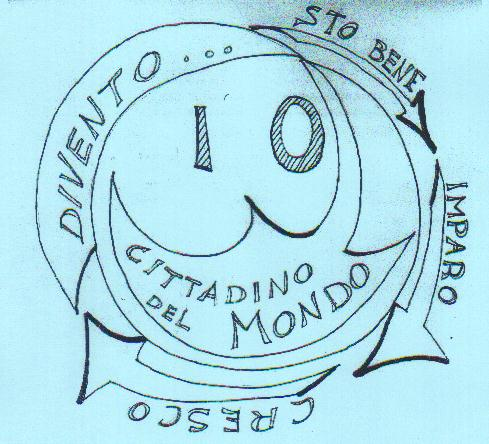 DIVENTO...
STO BENE
IMPARO
CRESCO
IO
CITTADINO
DEL MONDO